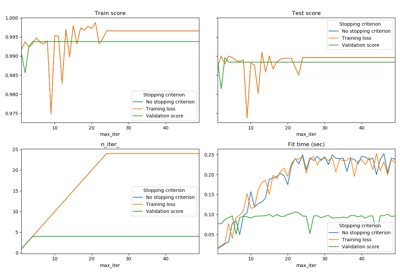 Train score
1.000
0.995
0.990
0.985
0.980
0.975
Stopping criterion
No stopping criterion
Training loss
Validation score
10 20 30 40
max_iter
Test score
Stopping criterion
No stopping criterion
Training loss
Validation score
10 20 30 40
max_iter
n_iter_
25
20
15
10
5
0
Stopping criterion
No stopping criterion
Training loss
Validation score
10 20 30 40
max_iter
Fit time (sec)
0.25
0.20
0.15
0.10
0.05
Stopping criterion
No stopping criterion
Training loss
Validation score
10 20 30 40
max_iter